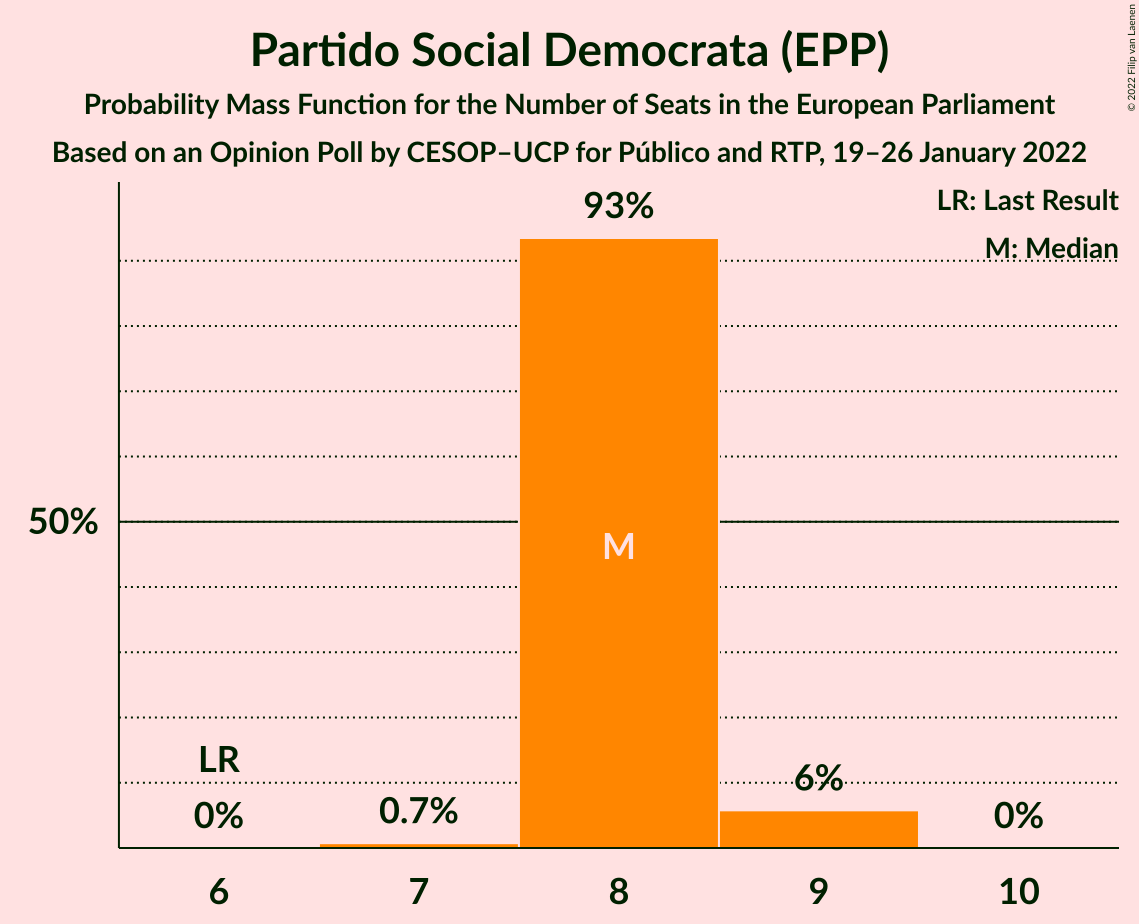 Partido Social Democrata (EPP)
Probability Mass Function for the Number of Seats in the European Parliament
Based on an Opinion Poll by CESOP–UCP for Público and RTP, 19–26 January 2022
© 2022 Filip van Laenen
LR: Last Result
M: Median
93%
50%
M
LR
0%
0.7%
6%
0%
6 7 8 9 10